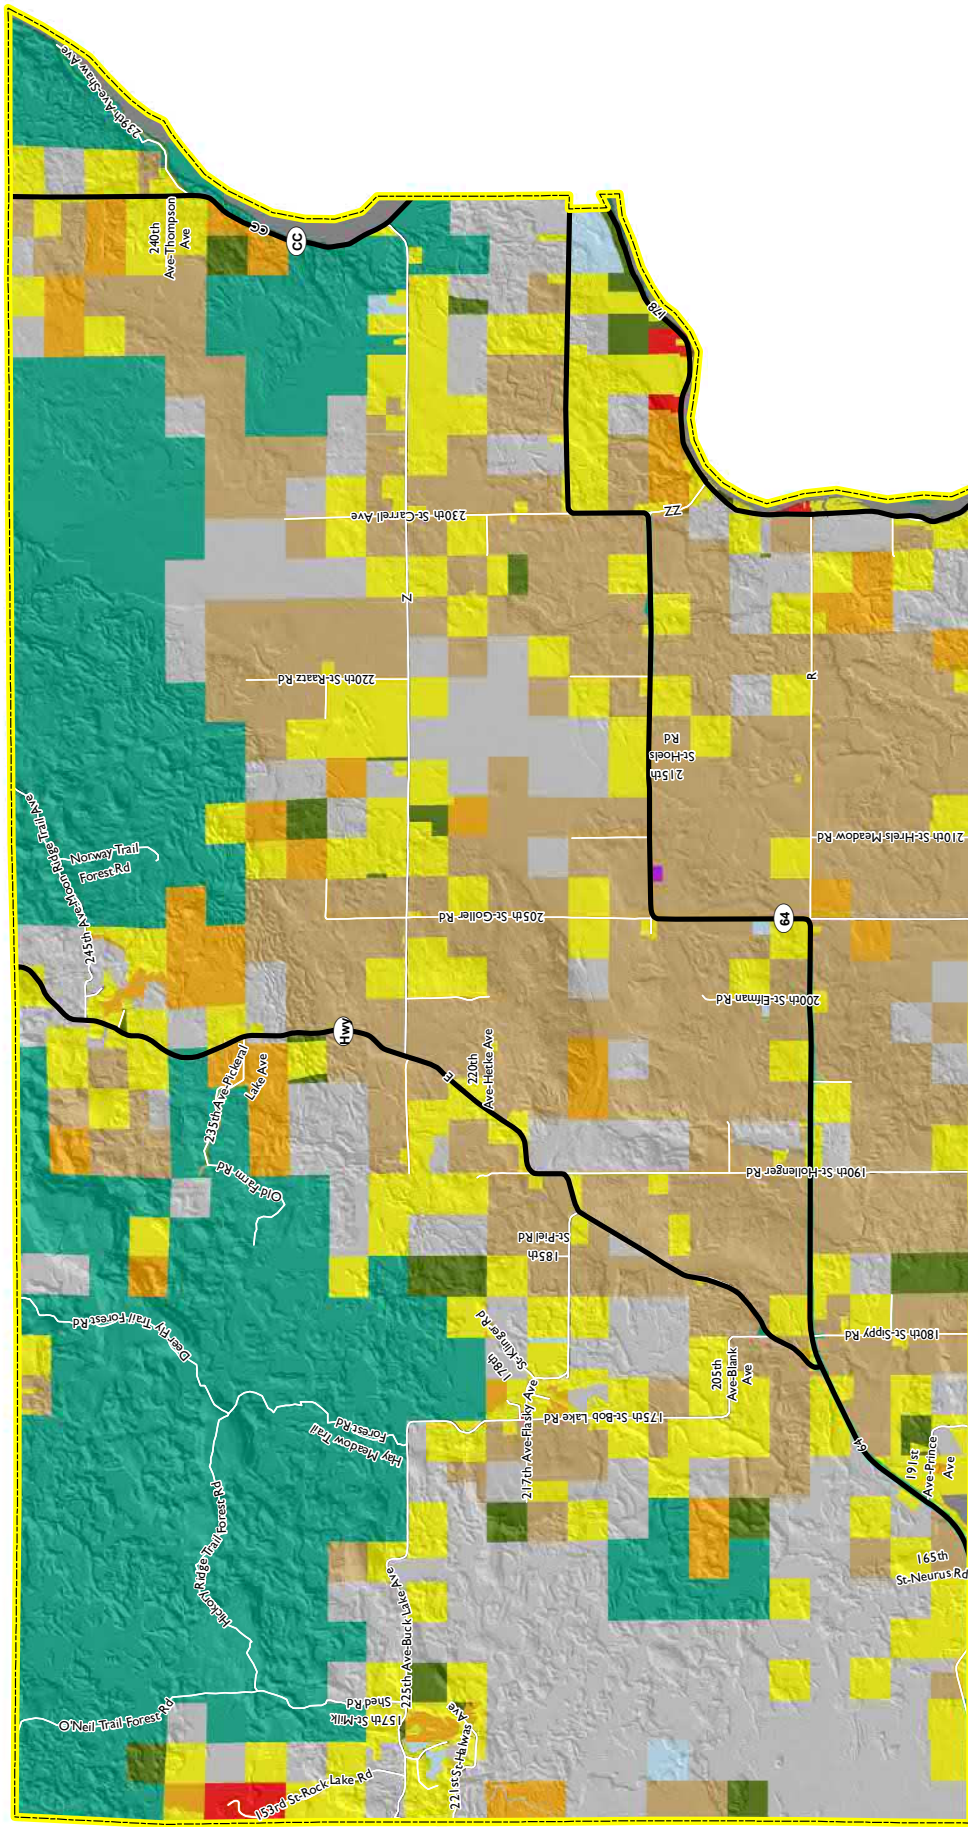 239th Ave-Shaw Ave
240th
Ave-Thompson
Ave
CC
CC
178
230th St-Carrell Ave
ZZ
Z
220th St-Raatz Rd
R
215th
St-Hoels
Rd
245th Ave-Moon Ridge Trail Ave
Norway Trail
Forest Rd
210th St-Hrels-Meadow Rd
205th St-Goller Rd
64
200th-St-Elfman Rd
Hwy
E
220th
Ave-Hetke Ave
235th Ave-Pickeral
Lake Ave
Old-Farm Rd
190th-St-Hollenger Rd
185th
St-Piel Rd
Deer Fly Trail Forest Rd
178th
St-Klinger Rd
180th St-Sippy Rd
205th
Ave-Blank
Ave
217th Ave-Flasky Ave
175th St-Bob Lake Rd
Hay Meadow Trail
Forest Rd
64
191st
Ave-Prince
Ave
Hickory Ridge Trail Forest Rd
165th
St-Neurus Rd
225th Ave-Buck Lake Ave
O'Neil Trail Forest Rd
157th St-Milk
Shed Rd
221st St-Halwas Ave
153rd St-Rock Lake Rd